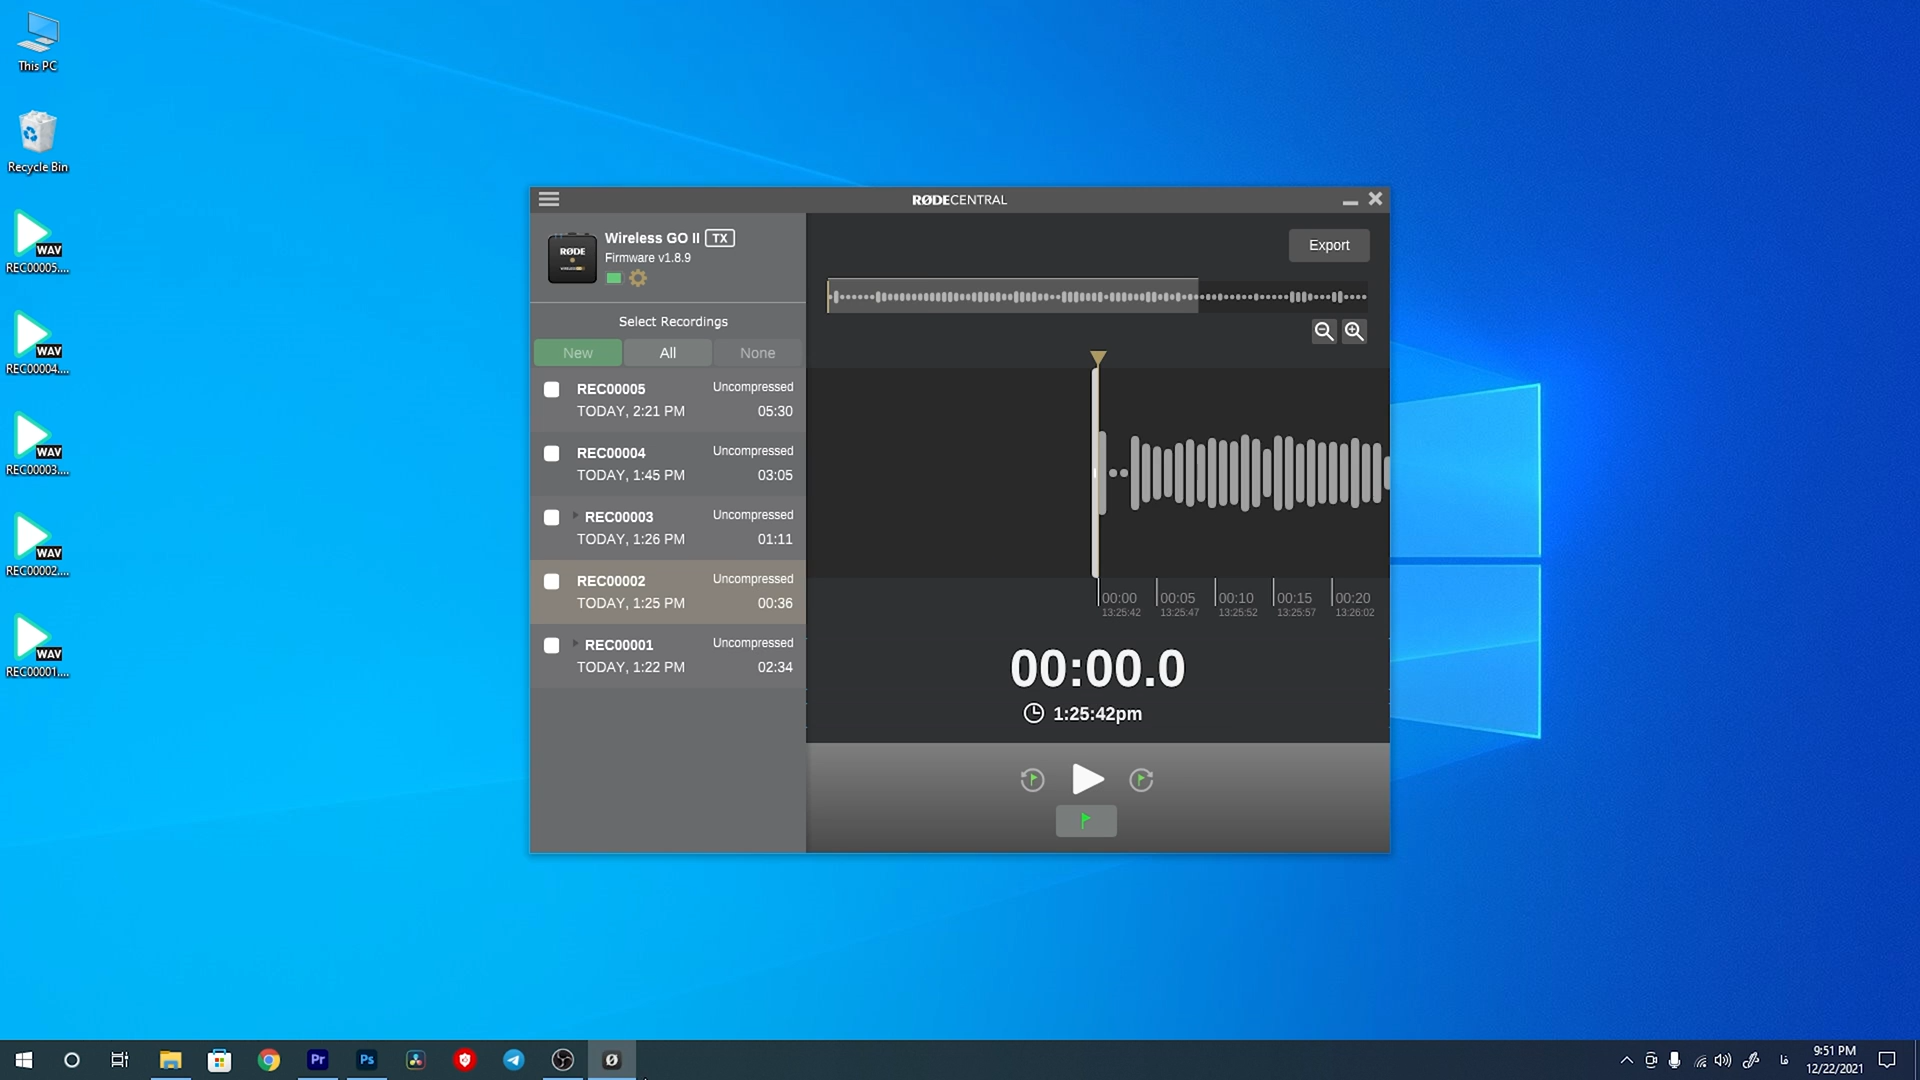 This PC
Recycle Bin
WAV
REC00005....
WAV
REC00004....
WAV
REC00003....
WAV
REC00002....
WAV
REC00001....
RØDECENTRAL
RØDE
Wireless GO II TX
Firmware v1.8.9
Export
Select Recordings
New All None
REC00005 Uncompressed
TODAY, 2:21 PM 05:30
REC00004 Uncompressed
TODAY, 1:45 PM 03:05
REC00003 Uncompressed
TODAY, 1:26 PM 01:11
REC00002 Uncompressed
TODAY, 1:25 PM 00:36
REC00001 Uncompressed
TODAY, 1:22 PM 02:34
00:00 00:05 00:10 00:15 00:20
13:25:42 13:25:47 13:25:52 13:25:57 13:26:02
00:00.0
1:25:42pm
Pr Ps
فا
9:51 PM
12/22/2021